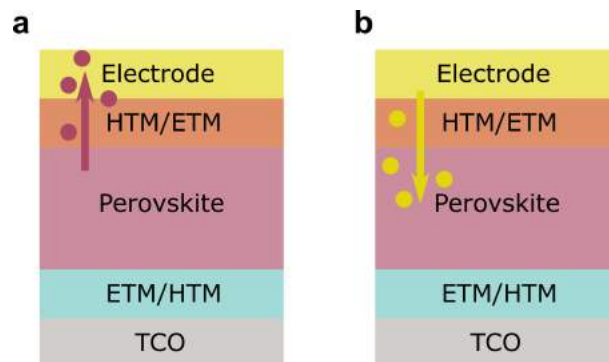 a
Electrode
HTM/ETM
Perovskite
ETM/HTM
TCO
b
Electrode
HTM/ETM
Perovskite
ETM/HTM
TCO